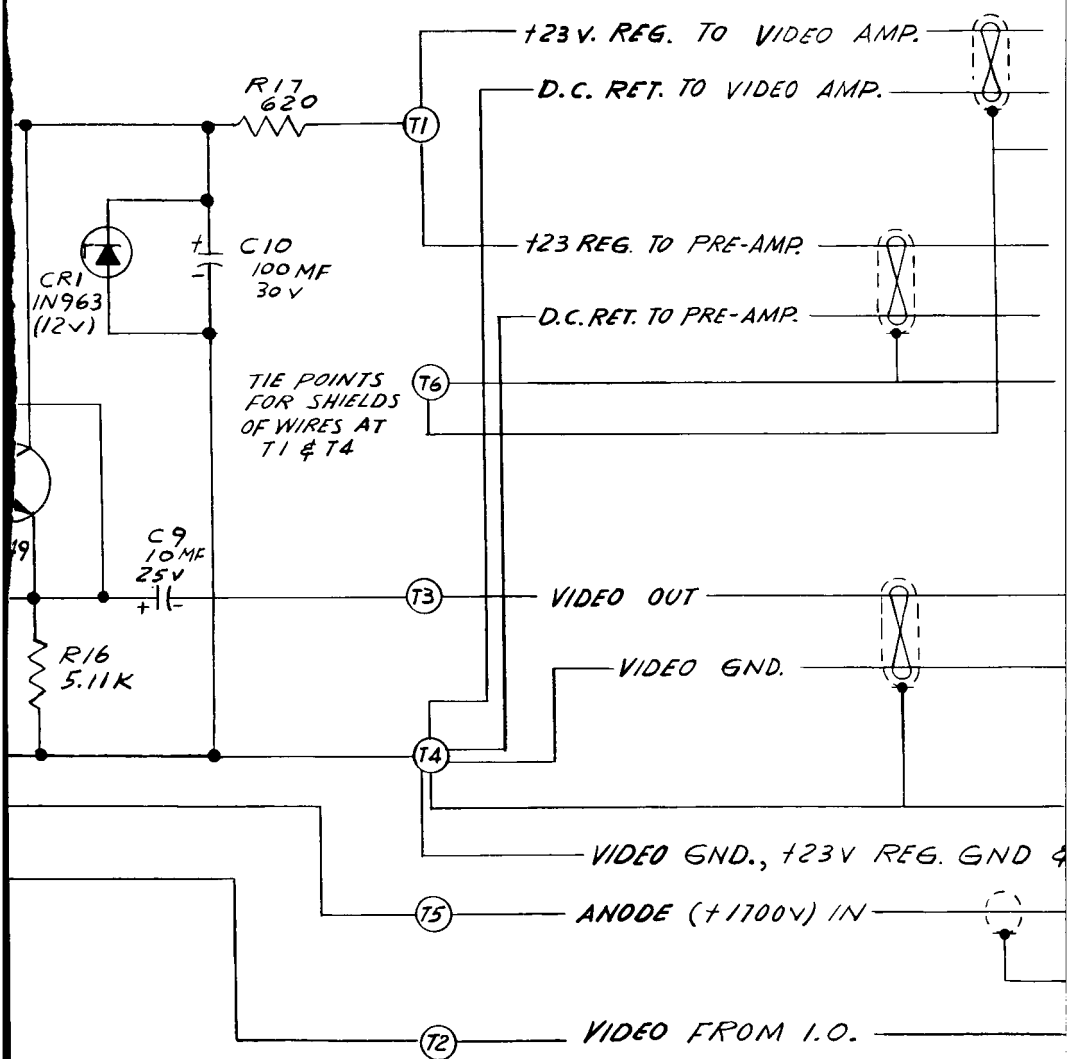 +23 V. REG. TO VIDEO AMP.
R17
620
D.C. RET. TO VIDEO AMP.
T1
+23 REG. TO PRE-AMP.
C10
100 MF
30 V
CR1
1N963
(12V)
D.C. RET. TO PRE-AMP.
TIE POINTS
FOR SHIELDS
OF WIRES AT
T1 & T4
T6
49
C9
10 MF
25 V
+
-
T3
VIDEO OUT
R16
5.11K
VIDEO GND.
T4
VIDEO GND., +23V REG. GND &
T5
ANODE (+1700V) IN
T2
VIDEO FROM I.O.